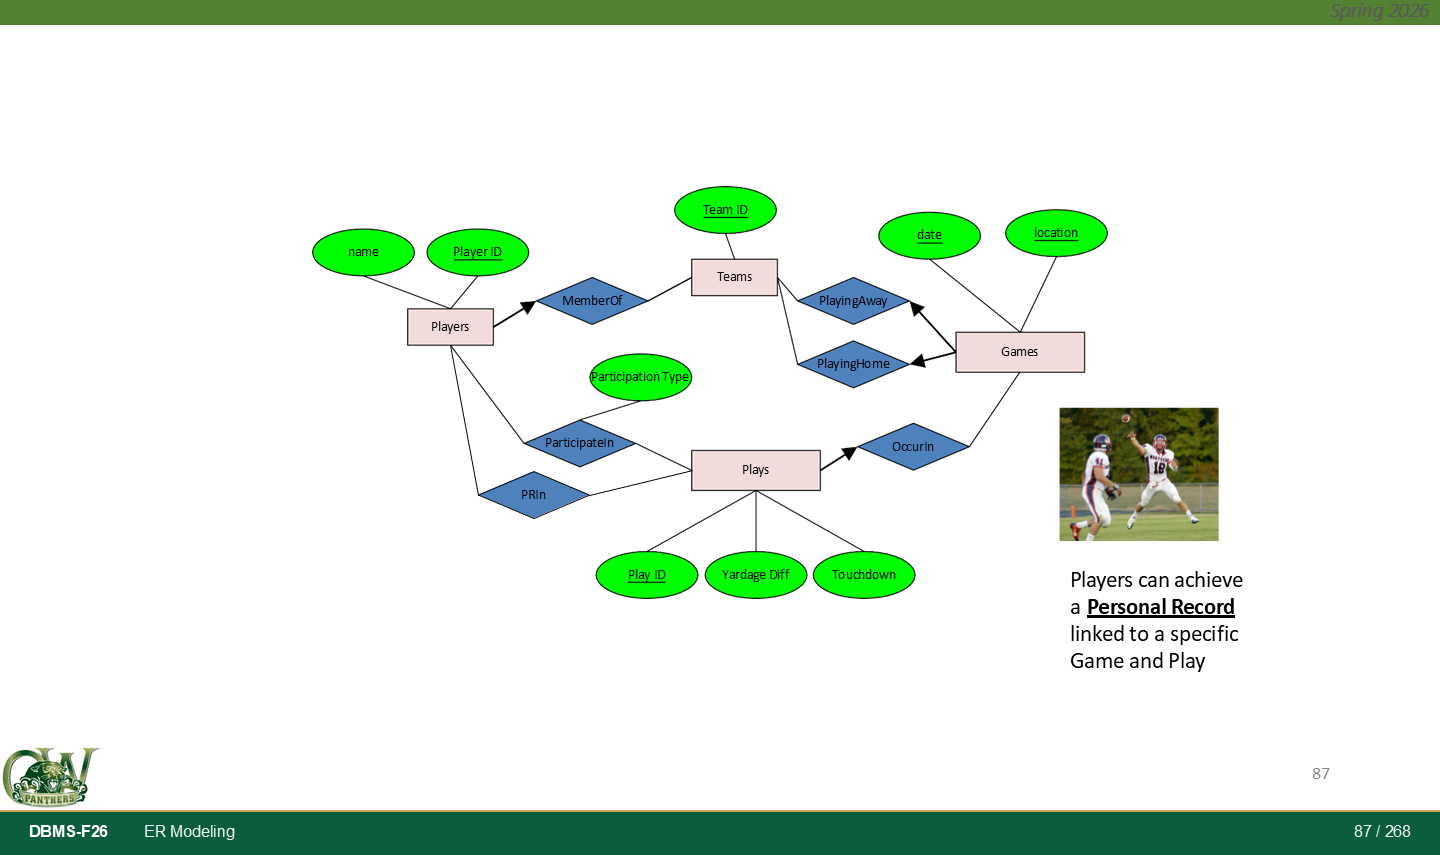 Spring 2026
Team ID
date
location
name
Player ID
Teams
MemberOf
PlayingAway
Players
Games
PlayingHome
Participation Type
ParticipateIn
OccurIn
Plays
PRIn
Play ID
Yardage Diff
Touchdown
18
Players can achieve
a Personal Record
linked to a specific
Game and Play
87
OW
PANTHERS
DBMS-F26
ER Modeling
87 / 268